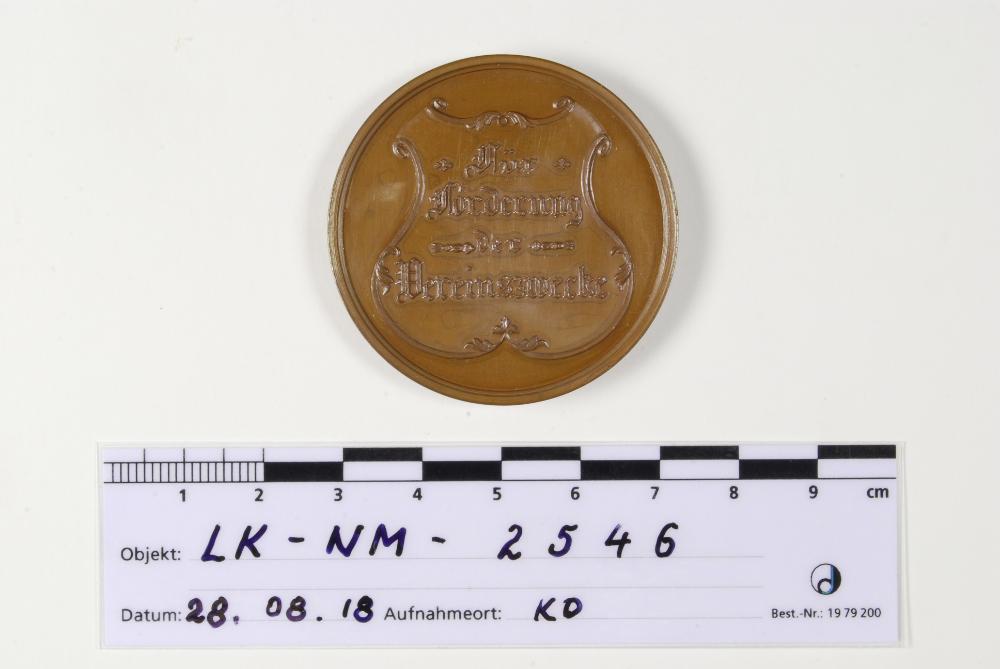 Für
Förderung
der
Vereinszwecke
1 2 3 4 5 6 7 8 9 cm
Objekt: LK - NM - 2546
Datum: 28. 08. 18 Aufnahmeort: KD
Best.-Nr.: 19 79 200